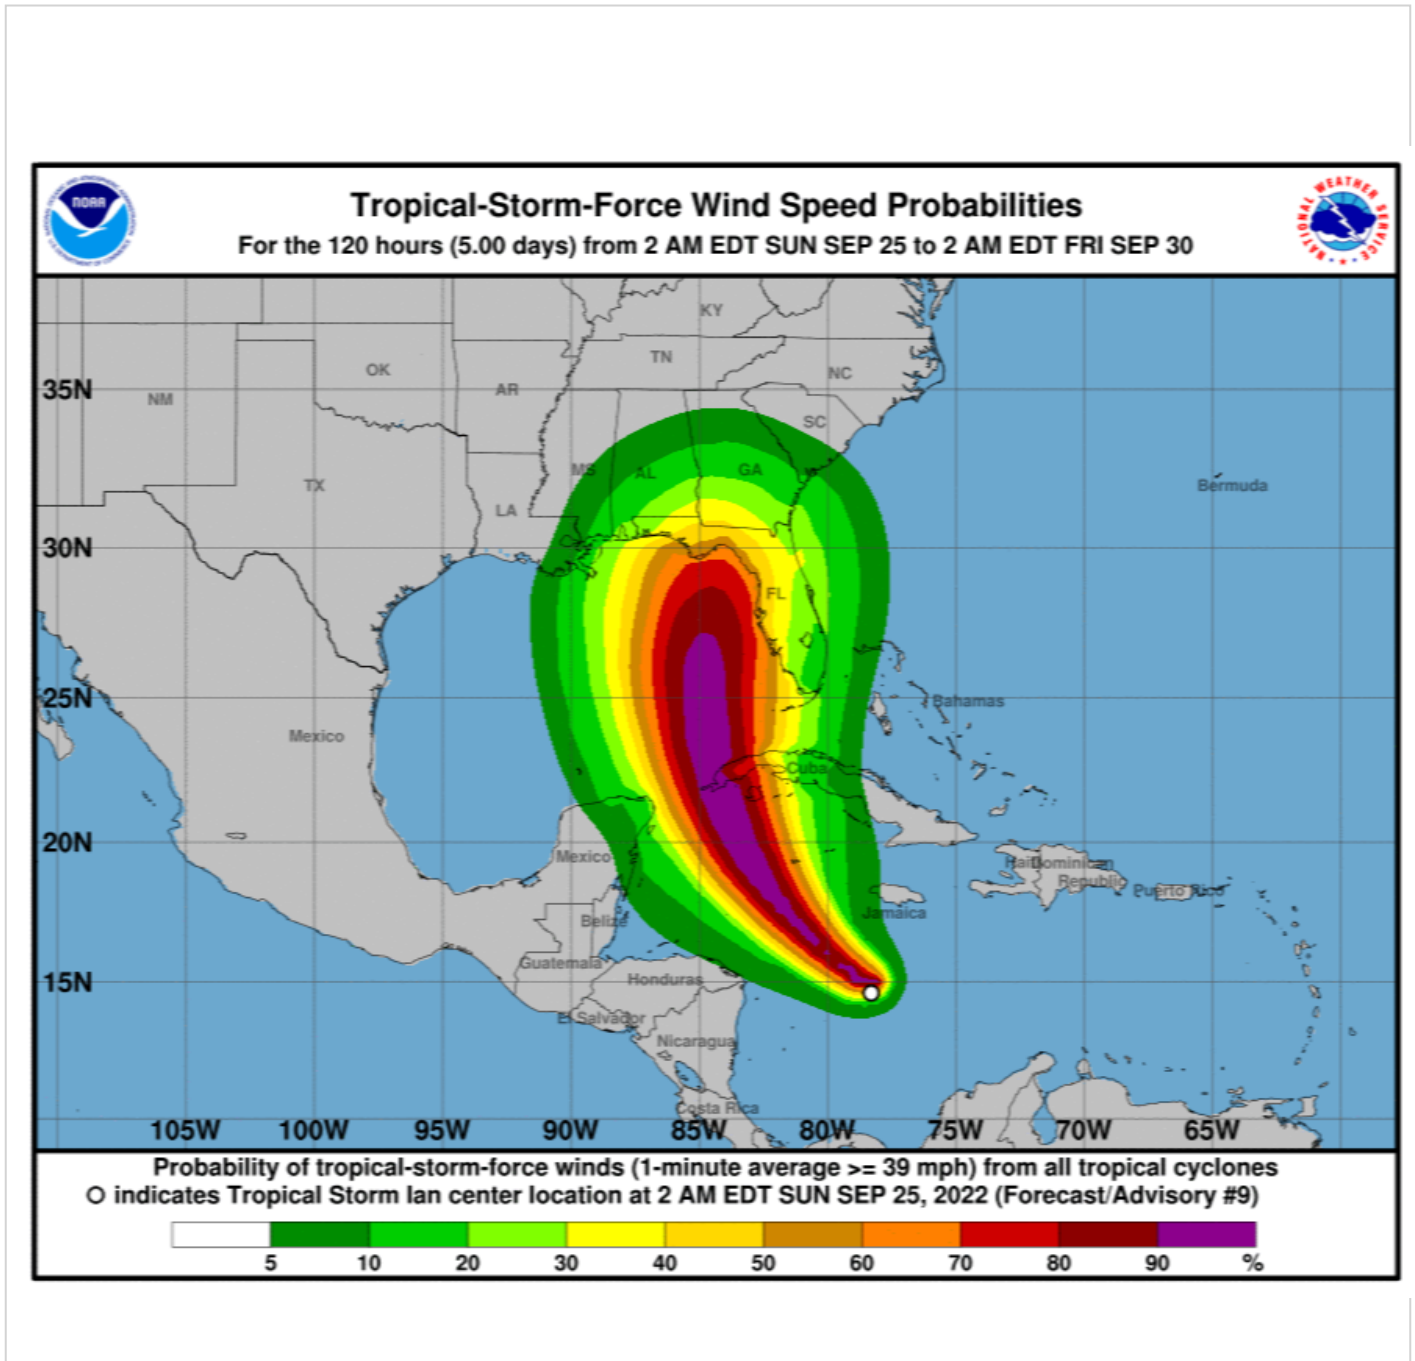 NOAA
NATIONAL WEATHER SERVICE
Tropical-Storm-Force Wind Speed Probabilities
For the 120 hours (5.00 days) from 2 AM EDT SUN SEP 25 to 2 AM EDT FRI SEP 30
KY
TN
OK
NC
AR
35N
NM
SC
MS
AL
GA
TX
Bermuda
LA
30N
FL
25N
Bahamas
Mexico
Cuba
20N
Mexico
Haiti
Dominican
Republic
Puerto Rico
Jamaica
Belize
Guatemala
15N
Honduras
El Salvador
Nicaragua
Costa Rica
105W 100W 95W 90W 85W 80W 75W 70W 65W
Probability of tropical-storm-force winds (1-minute average >= 39 mph) from all tropical cyclones
O indicates Tropical Storm Ian center location at 2 AM EDT SUN SEP 25, 2022 (Forecast/Advisory #9)
5 10 20 30 40 50 60 70 80 90 %